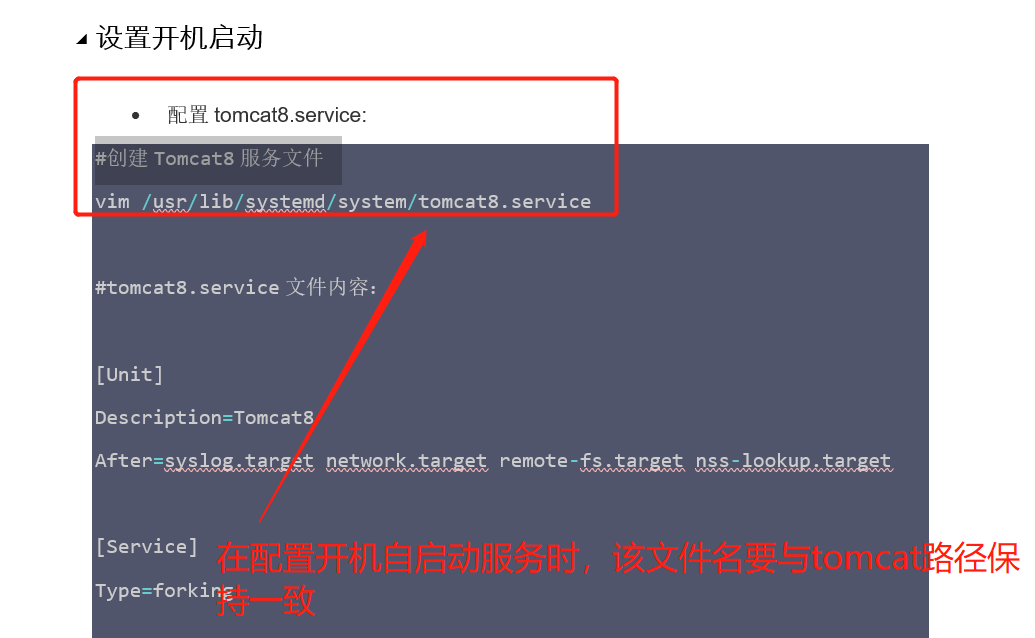 设置开机启动
• 配置 tomcat8.service:
#创建 Tomcat8 服务文件
vim /usr/lib/systemd/system/tomcat8.service
#tomcat8.service 文件内容：
[Unit]
Description=Tomcat8
After=syslog.target network.target remote-fs.target nss-lookup.target
[Service]
Type=forking
在配置开机自启动服务时，该文件名要与tomcat路径保
持一致